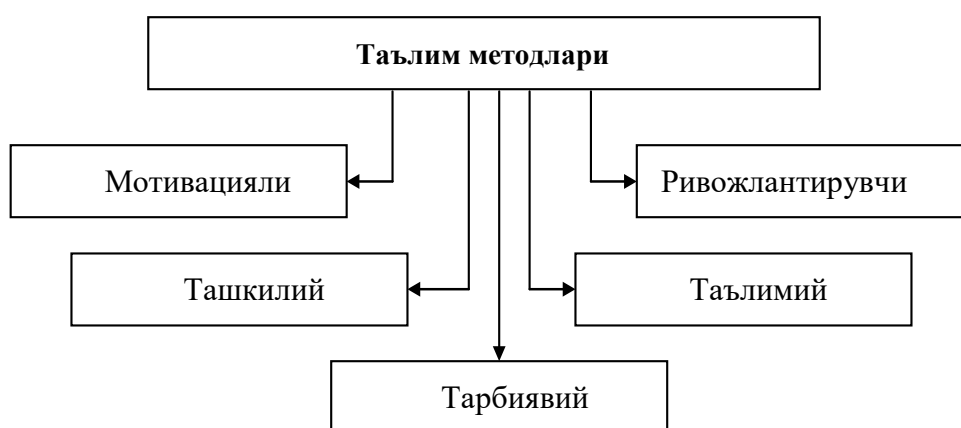 Таълим методлари
Мотивацияли
Ривожлантирувчи
Ташкилий
Таълимий
Тарбиявий